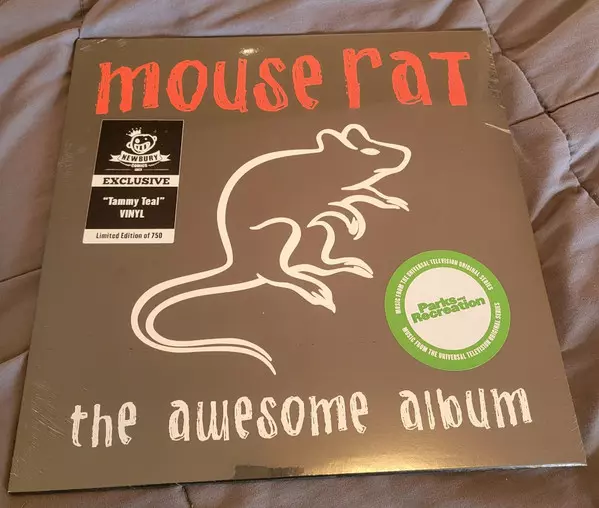 mouse rat
NEWBURY
COMICS
EXCLUSIVE
"Tammy Teal"
VINYL
Limited Edition of 750
MUSIC FROM THE UNIVERSAL TELEVISION ORIGINAL SERIES
Parks and
Recreation
MUSIC FROM THE UNIVERSAL TELEVISION ORIGINAL SERIES
the awesome album